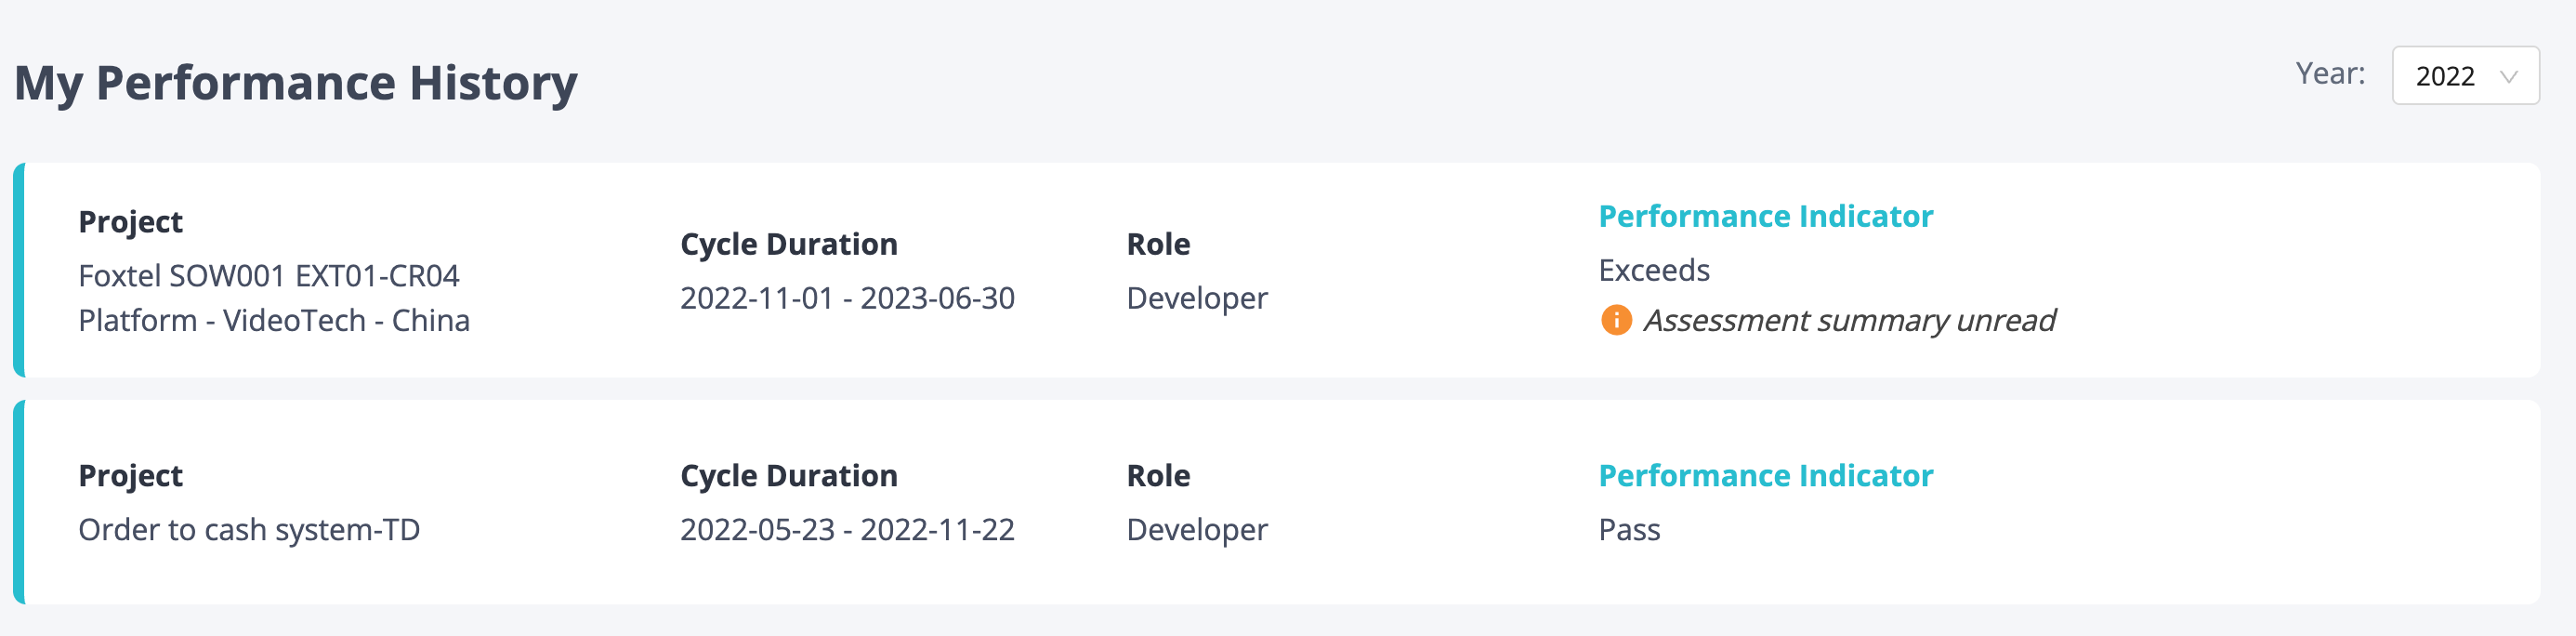 My Performance History
Year: 2022
Project
Foxtel SOW001 EXT01-CR04
Platform - VideoTech - China
Cycle Duration
2022-11-01 - 2023-06-30
Role
Developer
Performance Indicator
Exceeds
Assessment summary unread
Project
Order to cash system-TD
Cycle Duration
2022-05-23 - 2022-11-22
Role
Developer
Performance Indicator
Pass